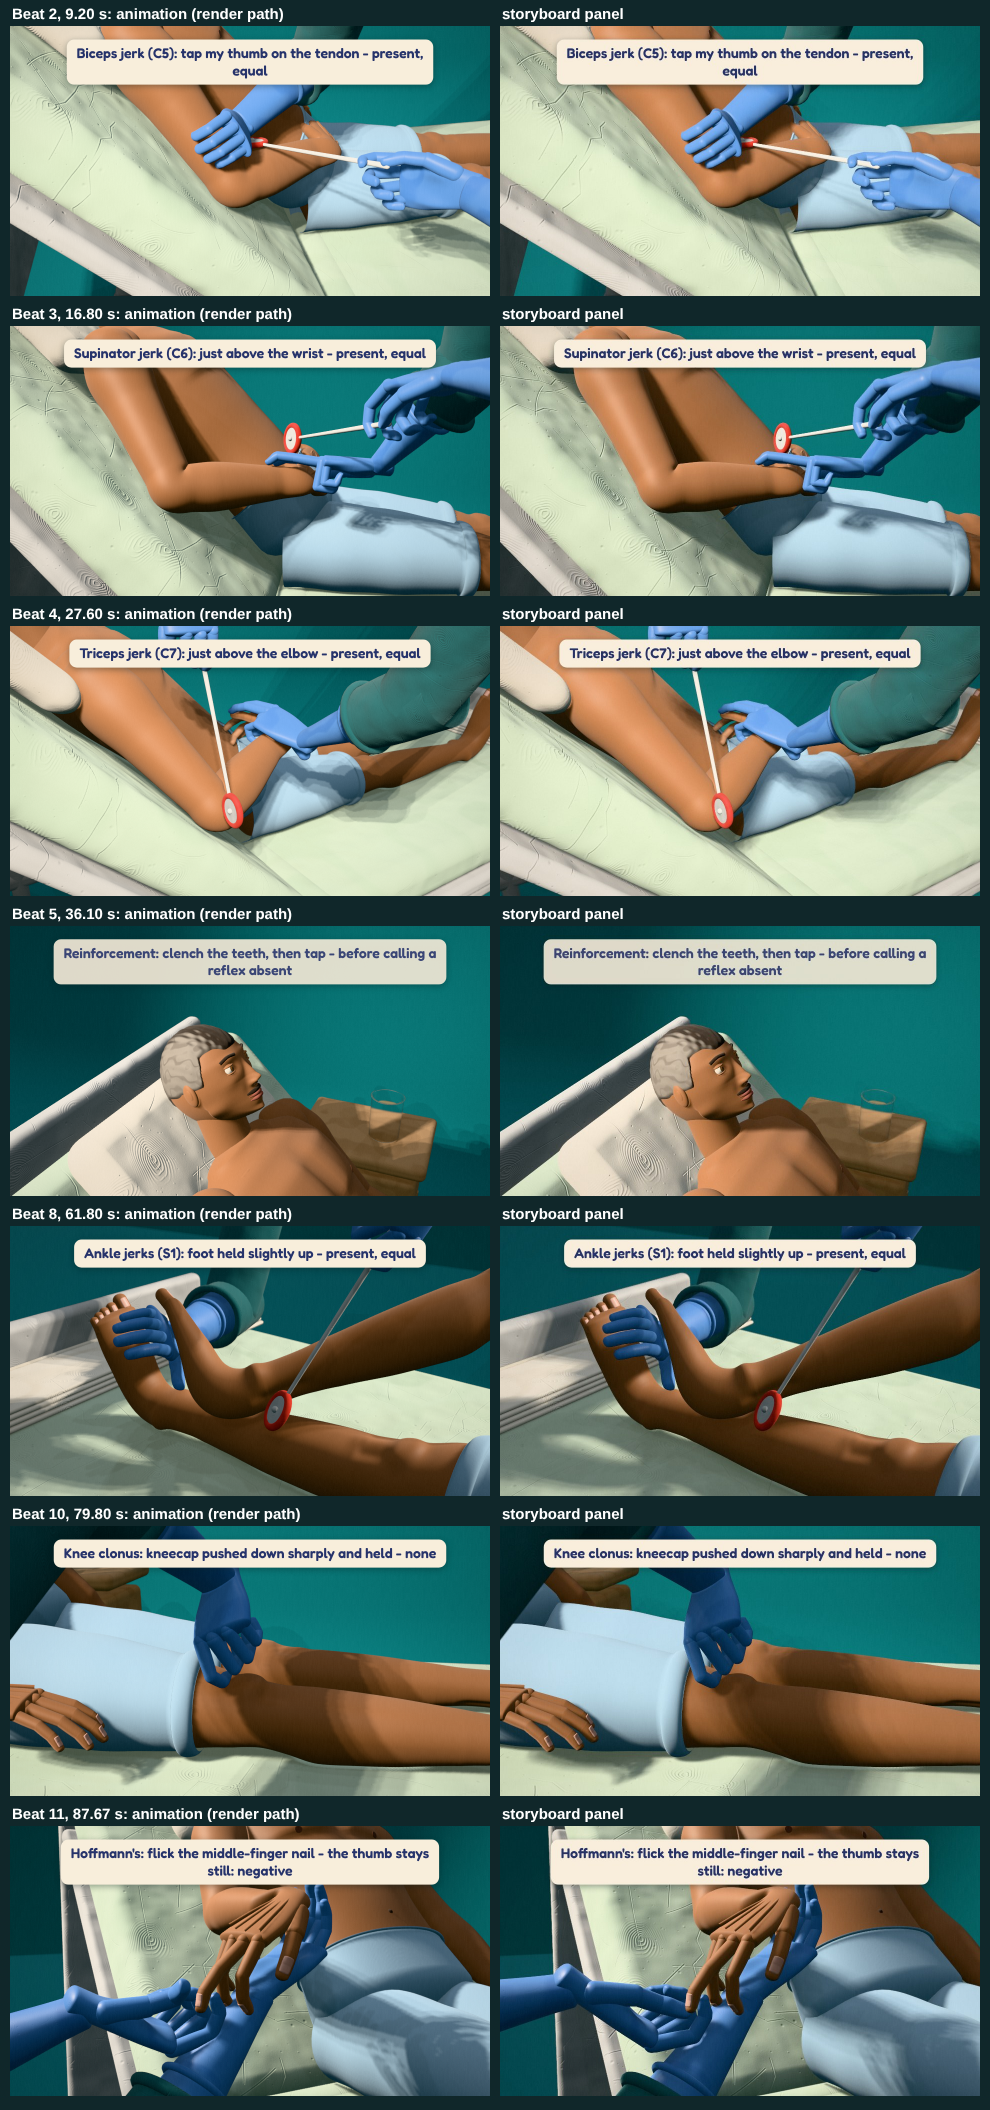 Beat 2, 9.20 s: animation (render path)
storyboard panel
Biceps jerk (C5): tap my thumb on the tendon - present,
equal
Biceps jerk (C5): tap my thumb on the tendon - present,
equal
Beat 3, 16.80 s: animation (render path)
storyboard panel
Supinator jerk (C6): just above the wrist - present, equal
Supinator jerk (C6): just above the wrist - present, equal
Beat 4, 27.60 s: animation (render path)
storyboard panel
Triceps jerk (C7): just above the elbow - present, equal
Triceps jerk (C7): just above the elbow - present, equal
Beat 5, 36.10 s: animation (render path)
storyboard panel
Reinforcement: clench the teeth, then tap - before calling a
reflex absent
Reinforcement: clench the teeth, then tap - before calling a
reflex absent
Beat 8, 61.80 s: animation (render path)
storyboard panel
Ankle jerks (S1): foot held slightly up - present, equal
Ankle jerks (S1): foot held slightly up - present, equal
Beat 10, 79.80 s: animation (render path)
storyboard panel
Knee clonus: kneecap pushed down sharply and held - none
Knee clonus: kneecap pushed down sharply and held - none
Beat 11, 87.67 s: animation (render path)
storyboard panel
Hoffmann's: flick the middle-finger nail - the thumb stays
still: negative
Hoffmann's: flick the middle-finger nail - the thumb stays
still: negative